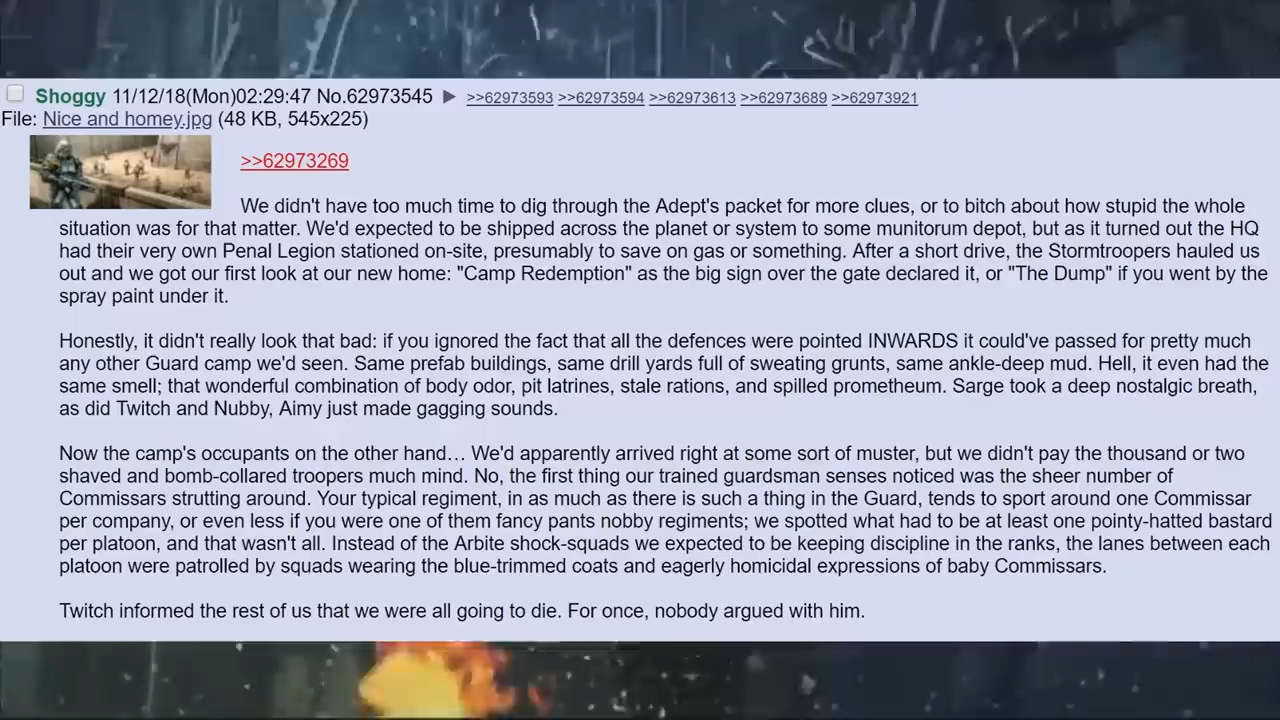 Shoggy 11/12/18(Mon)02:29:47 No.62973545 ▶ >>62973593 >>62973594 >>62973613 >>62973689 >>62973921
File: Nice and homey.jpg (48 KB, 545x225)
>>62973269
We didn't have too much time to dig through the Adept's packet for more clues, or to bitch about how stupid the whole
situation was for that matter. We'd expected to be shipped across the planet or system to some munitorum depot, but as it turned out the HQ
had their very own Penal Legion stationed on-site, presumably to save on gas or something. After a short drive, the Stormtroopers hauled us
out and we got our first look at our new home: "Camp Redemption" as the big sign over the gate declared it, or "The Dump" if you went by the
spray paint under it.
Honestly, it didn't really look that bad: if you ignored the fact that all the defences were pointed INWARDS it could've passed for pretty much
any other Guard camp we'd seen. Same prefab buildings, same drill yards full of sweating grunts, same ankle-deep mud. Hell, it even had the
same smell; that wonderful combination of body odor, pit latrines, stale rations, and spilled prometheum. Sarge took a deep nostalgic breath,
as did Twitch and Nubby, Aimy just made gagging sounds.
Now the camp's occupants on the other hand… We'd apparently arrived right at some sort of muster, but we didn't pay the thousand or two
shaved and bomb-collared troopers much mind. No, the first thing our trained guardsman senses noticed was the sheer number of
Commissars strutting around. Your typical regiment, in as much as there is such a thing in the Guard, tends to sport around one Commissar
per company, or even less if you were one of them fancy pants nobby regiments; we spotted what had to be at least one pointy-hatted bastard
per platoon, and that wasn't all. Instead of the Arbite shock-squads we expected to be keeping discipline in the ranks, the lanes between each
platoon were patrolled by squads wearing the blue-trimmed coats and eagerly homicidal expressions of baby Commissars.
Twitch informed the rest of us that we were all going to die. For once, nobody argued with him.